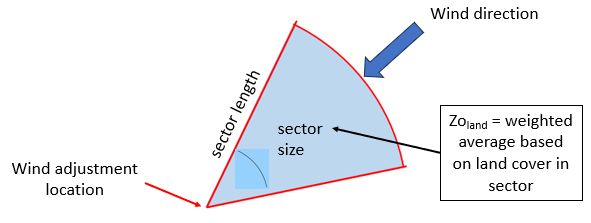 Wind direction
sector length
sector
size
Zo_land = weighted
average based
on land cover in
sector
Wind adjustment
location